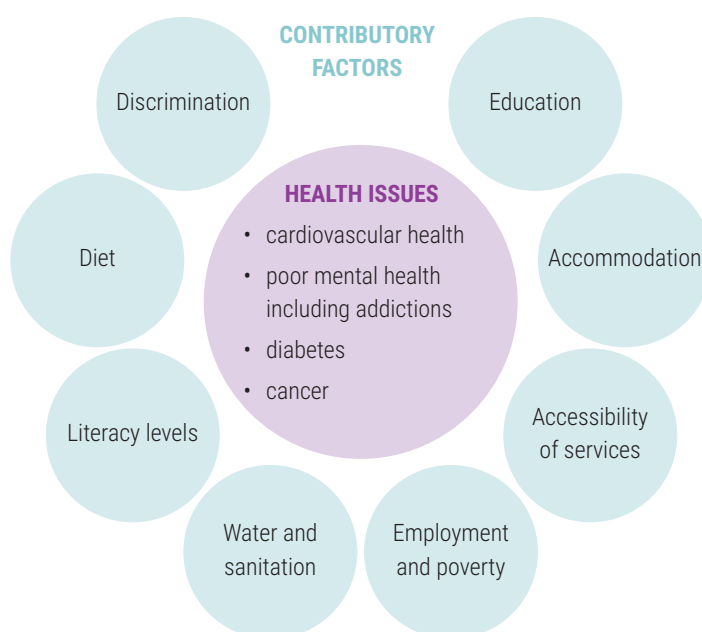 CONTRIBUTORY
FACTORS
Discrimination
Education
HEALTH ISSUES
• cardiovascular health
• poor mental health
including addictions
• diabetes
• cancer
Diet
Accommodation
Literacy levels
Accessibility
of services
Water and
sanitation
Employment
and poverty